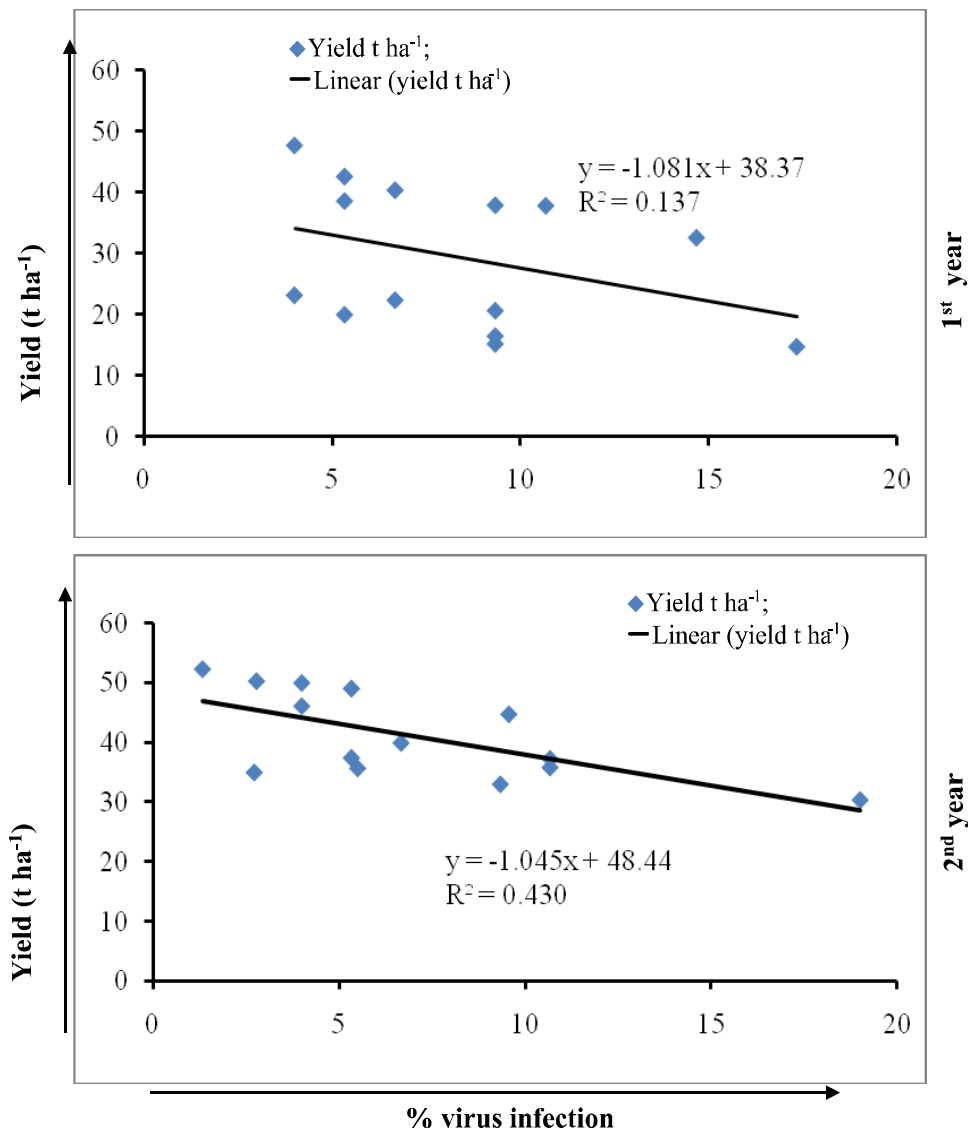 Yield t ha-1;
Linear (yield t ha-1)
60
50
40
30
20
10
0
y = -1.081x + 38.37
R2 = 0.137
0 5 10 15 20
Yield (t ha-1)
1st year
Yield t ha-1;
Linear (yield t ha-1)
60
50
40
30
20
10
0
y = -1.045x + 48.44
R2 = 0.430
0 5 10 15 20
Yield (t ha-1)
2nd year
% virus infection